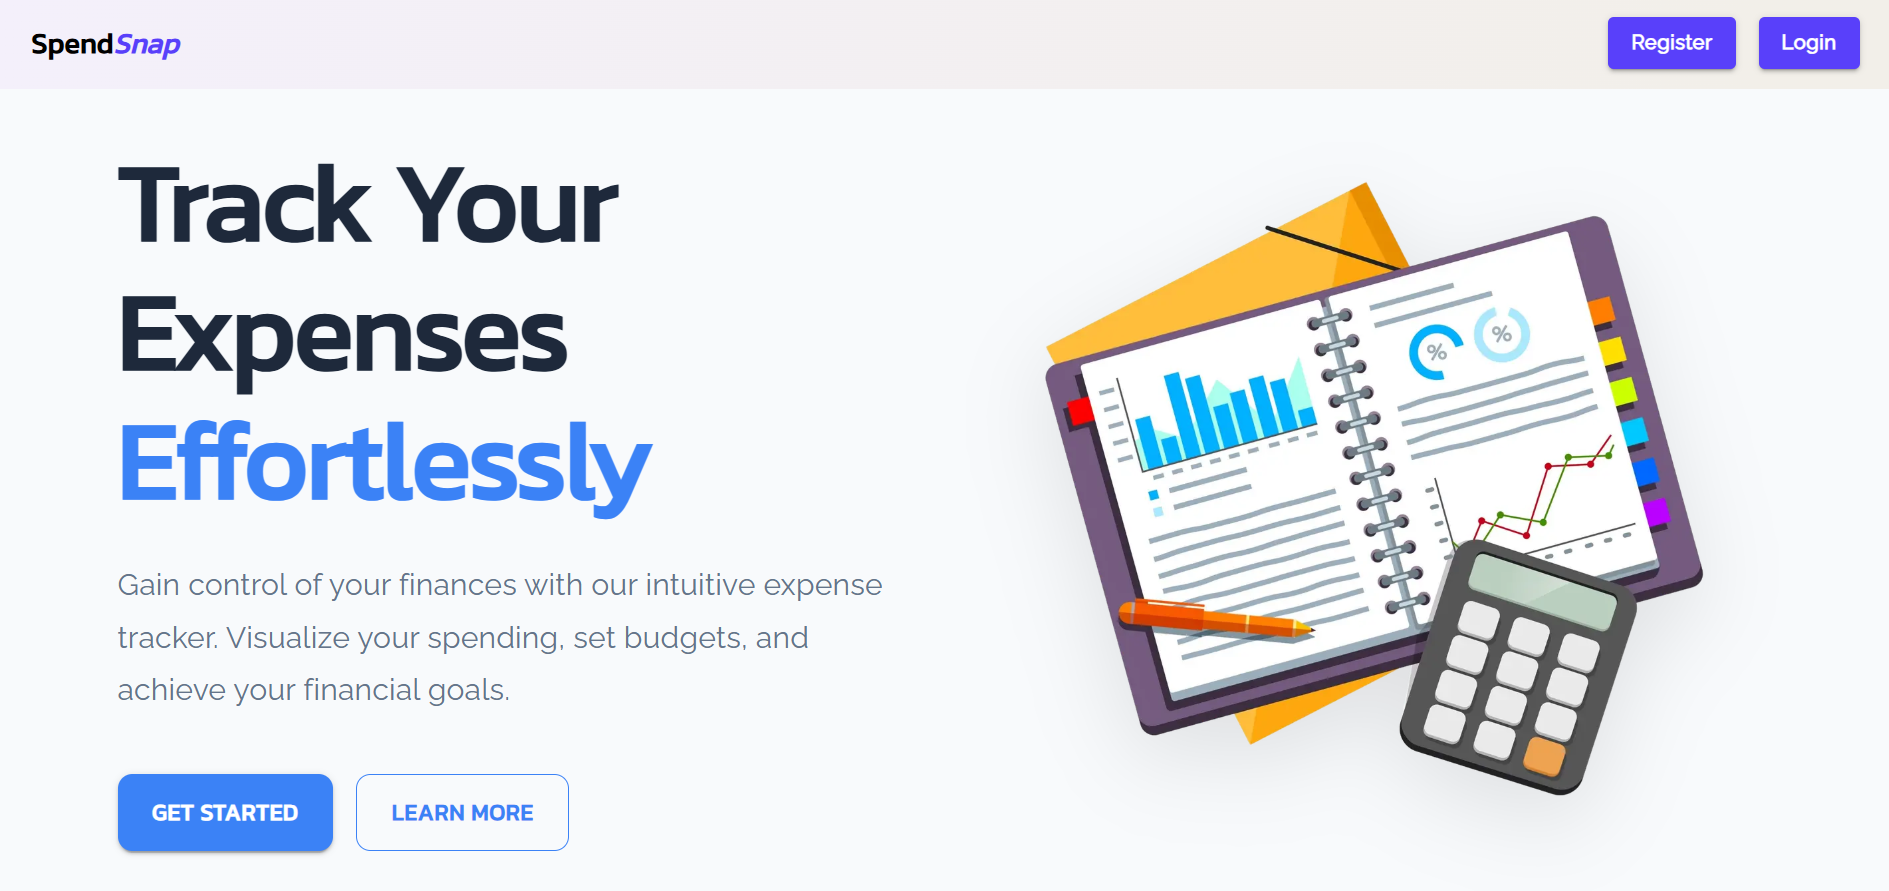 SpendSnap
Register
Login
Track Your
Expenses
Effortlessly
Gain control of your finances with our intuitive expense
tracker. Visualize your spending, set budgets, and
achieve your financial goals.
GET STARTED
LEARN MORE
%
%